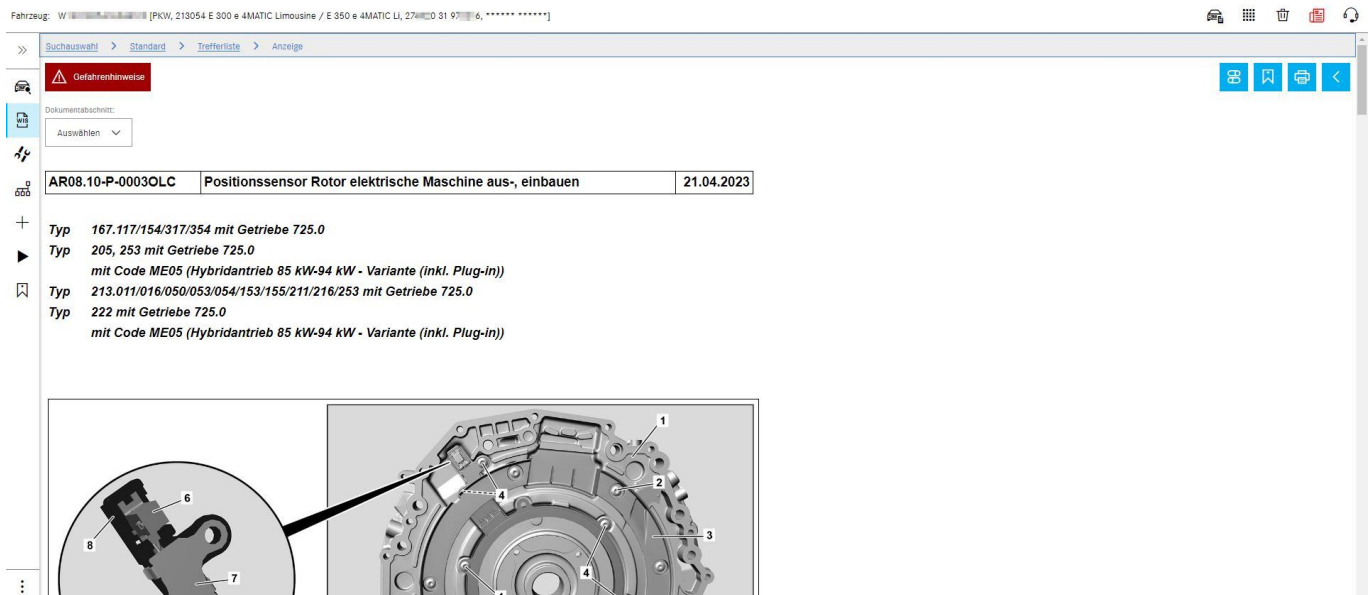 Fahrzeug: W [PKW, 213054 E 300 e 4MATIC Limousine / E 350 e 4MATIC Li, 0 31 6, ****** ******]
Suchauswahl > Standard > Trefferliste > Anzeige
Gefahrenhinweise
WIS
Dokumentabschnitt:
Auswählen
AR08.10-P-0003OLC Positionssensor Rotor elektrische Maschine aus-, einbauen 21.04.2023
Typ 167.117/154/317/354 mit Getriebe 725.0
Typ 205, 253 mit Getriebe 725.0
mit Code ME05 (Hybridantrieb 85 kW-94 kW - Variante (inkl. Plug-in))
Typ 213.011/016/050/053/054/153/155/211/216/253 mit Getriebe 725.0
Typ 222 mit Getriebe 725.0
mit Code ME05 (Hybridantrieb 85 kW-94 kW - Variante (inkl. Plug-in))
1
2
6
4
3
8
4
7